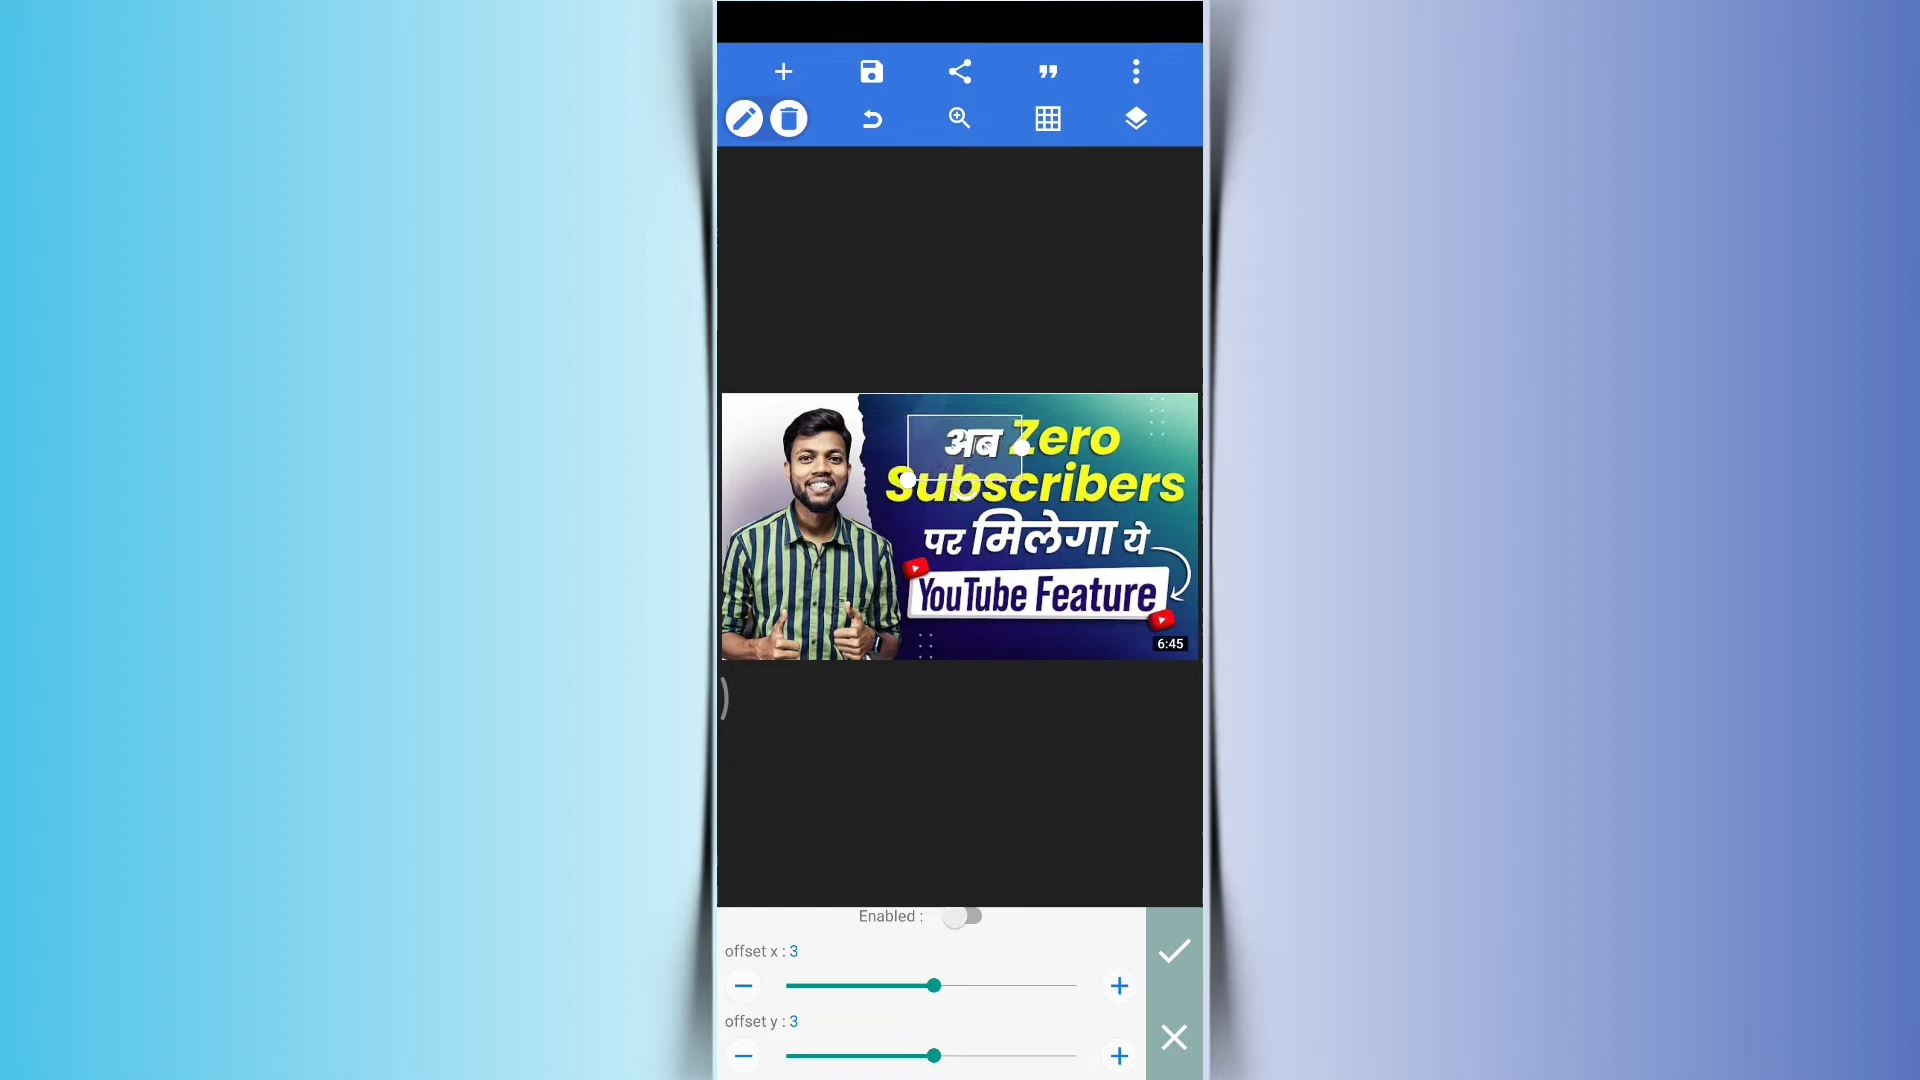 अब Zero
Subscribers
पर मिलेगा ये
YouTube Feature
6:45
Enabled :
offset x : 3
offset y : 3